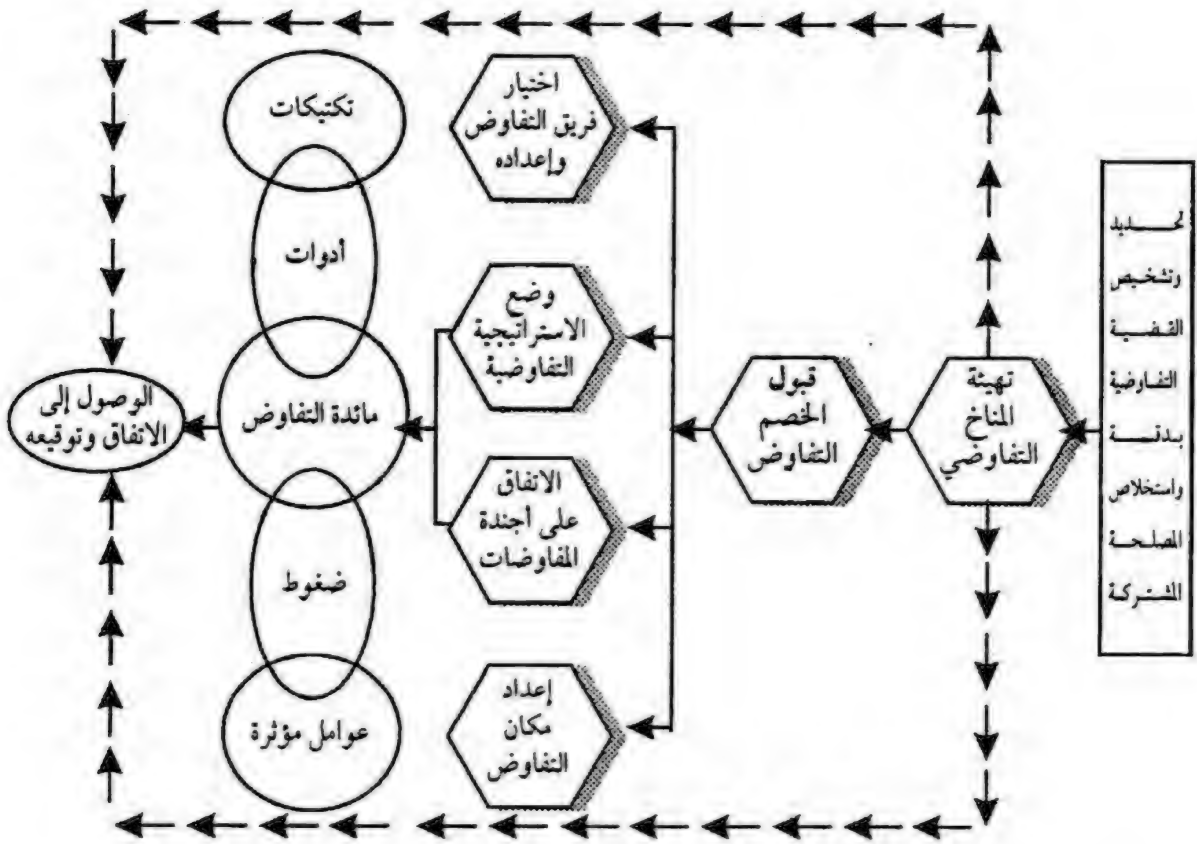 تحديد
وتشخيص
القضية
التفاوضية
بدقة
واستخلاص
المصلحة
المشتركة
تهيئة
المناخ
التفاوضي
قبول
الخصم
التفاوض
اختيار
فريق التفاوض
وإعداده
وضع
الاستراتيجية
التفاوضية
الاتفاق
على أجندة
المفاوضات
إعداد
مكان
التفاوض
تكتيكات
أدوات
مائدة التفاوض
ضغوط
عوامل مؤثرة
الوصول إلى
الاتفاق وتوقيعه